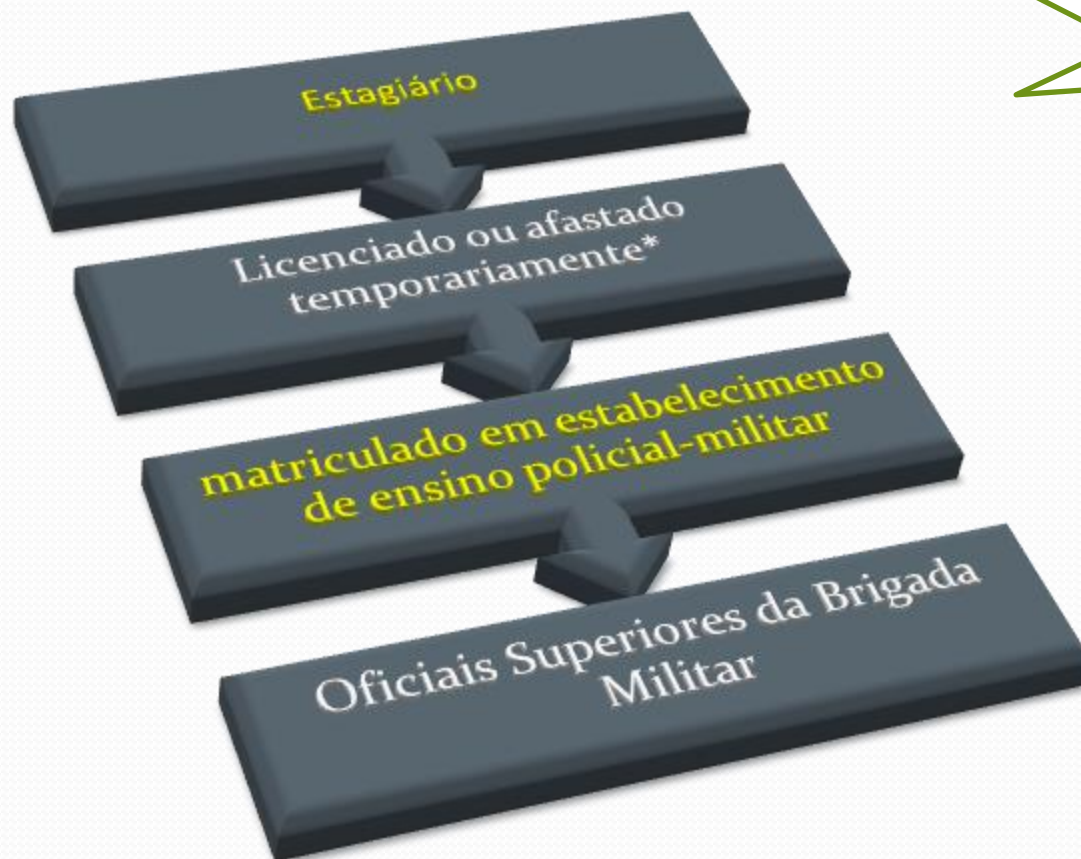 Estagiário
Licenciado ou afastado
temporariamente*
matriculado em estabelecimento
de ensino policial-militar
Oficiais Superiores da Brigada
Militar